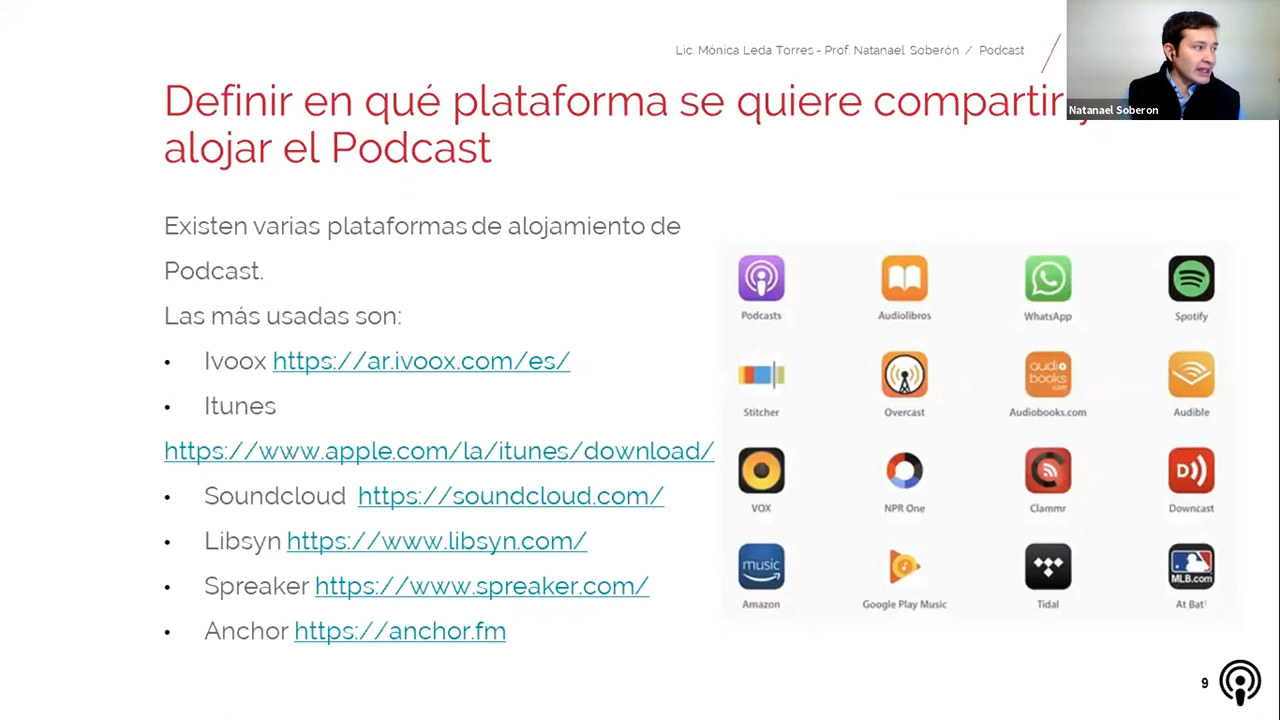 Lic. Mónica Leda Torres - Prof. Natanael Soberón / Podcast
Definir en qué plataforma se quiere compartir
alojar el Podcast
Natanael Soberon
Existen varias plataformas de alojamiento de
Podcast.
Las más usadas son:
• Ivoox https://ar.ivoox.com/es/
• Itunes
https://www.apple.com/la/itunes/download/
• Soundcloud https://soundcloud.com/
• Libsyn https://www.libsyn.com/
• Spreaker https://www.spreaker.com/
• Anchor https://anchor.fm
Podcasts Audiolibros WhatsApp Spotify
audio books.com
Stitcher Overcast Audiobooks.com Audible
D
VOX NPR One Clammr Downcast
music MLB.com
Amazon Google Play Music Tidal At Bat
9